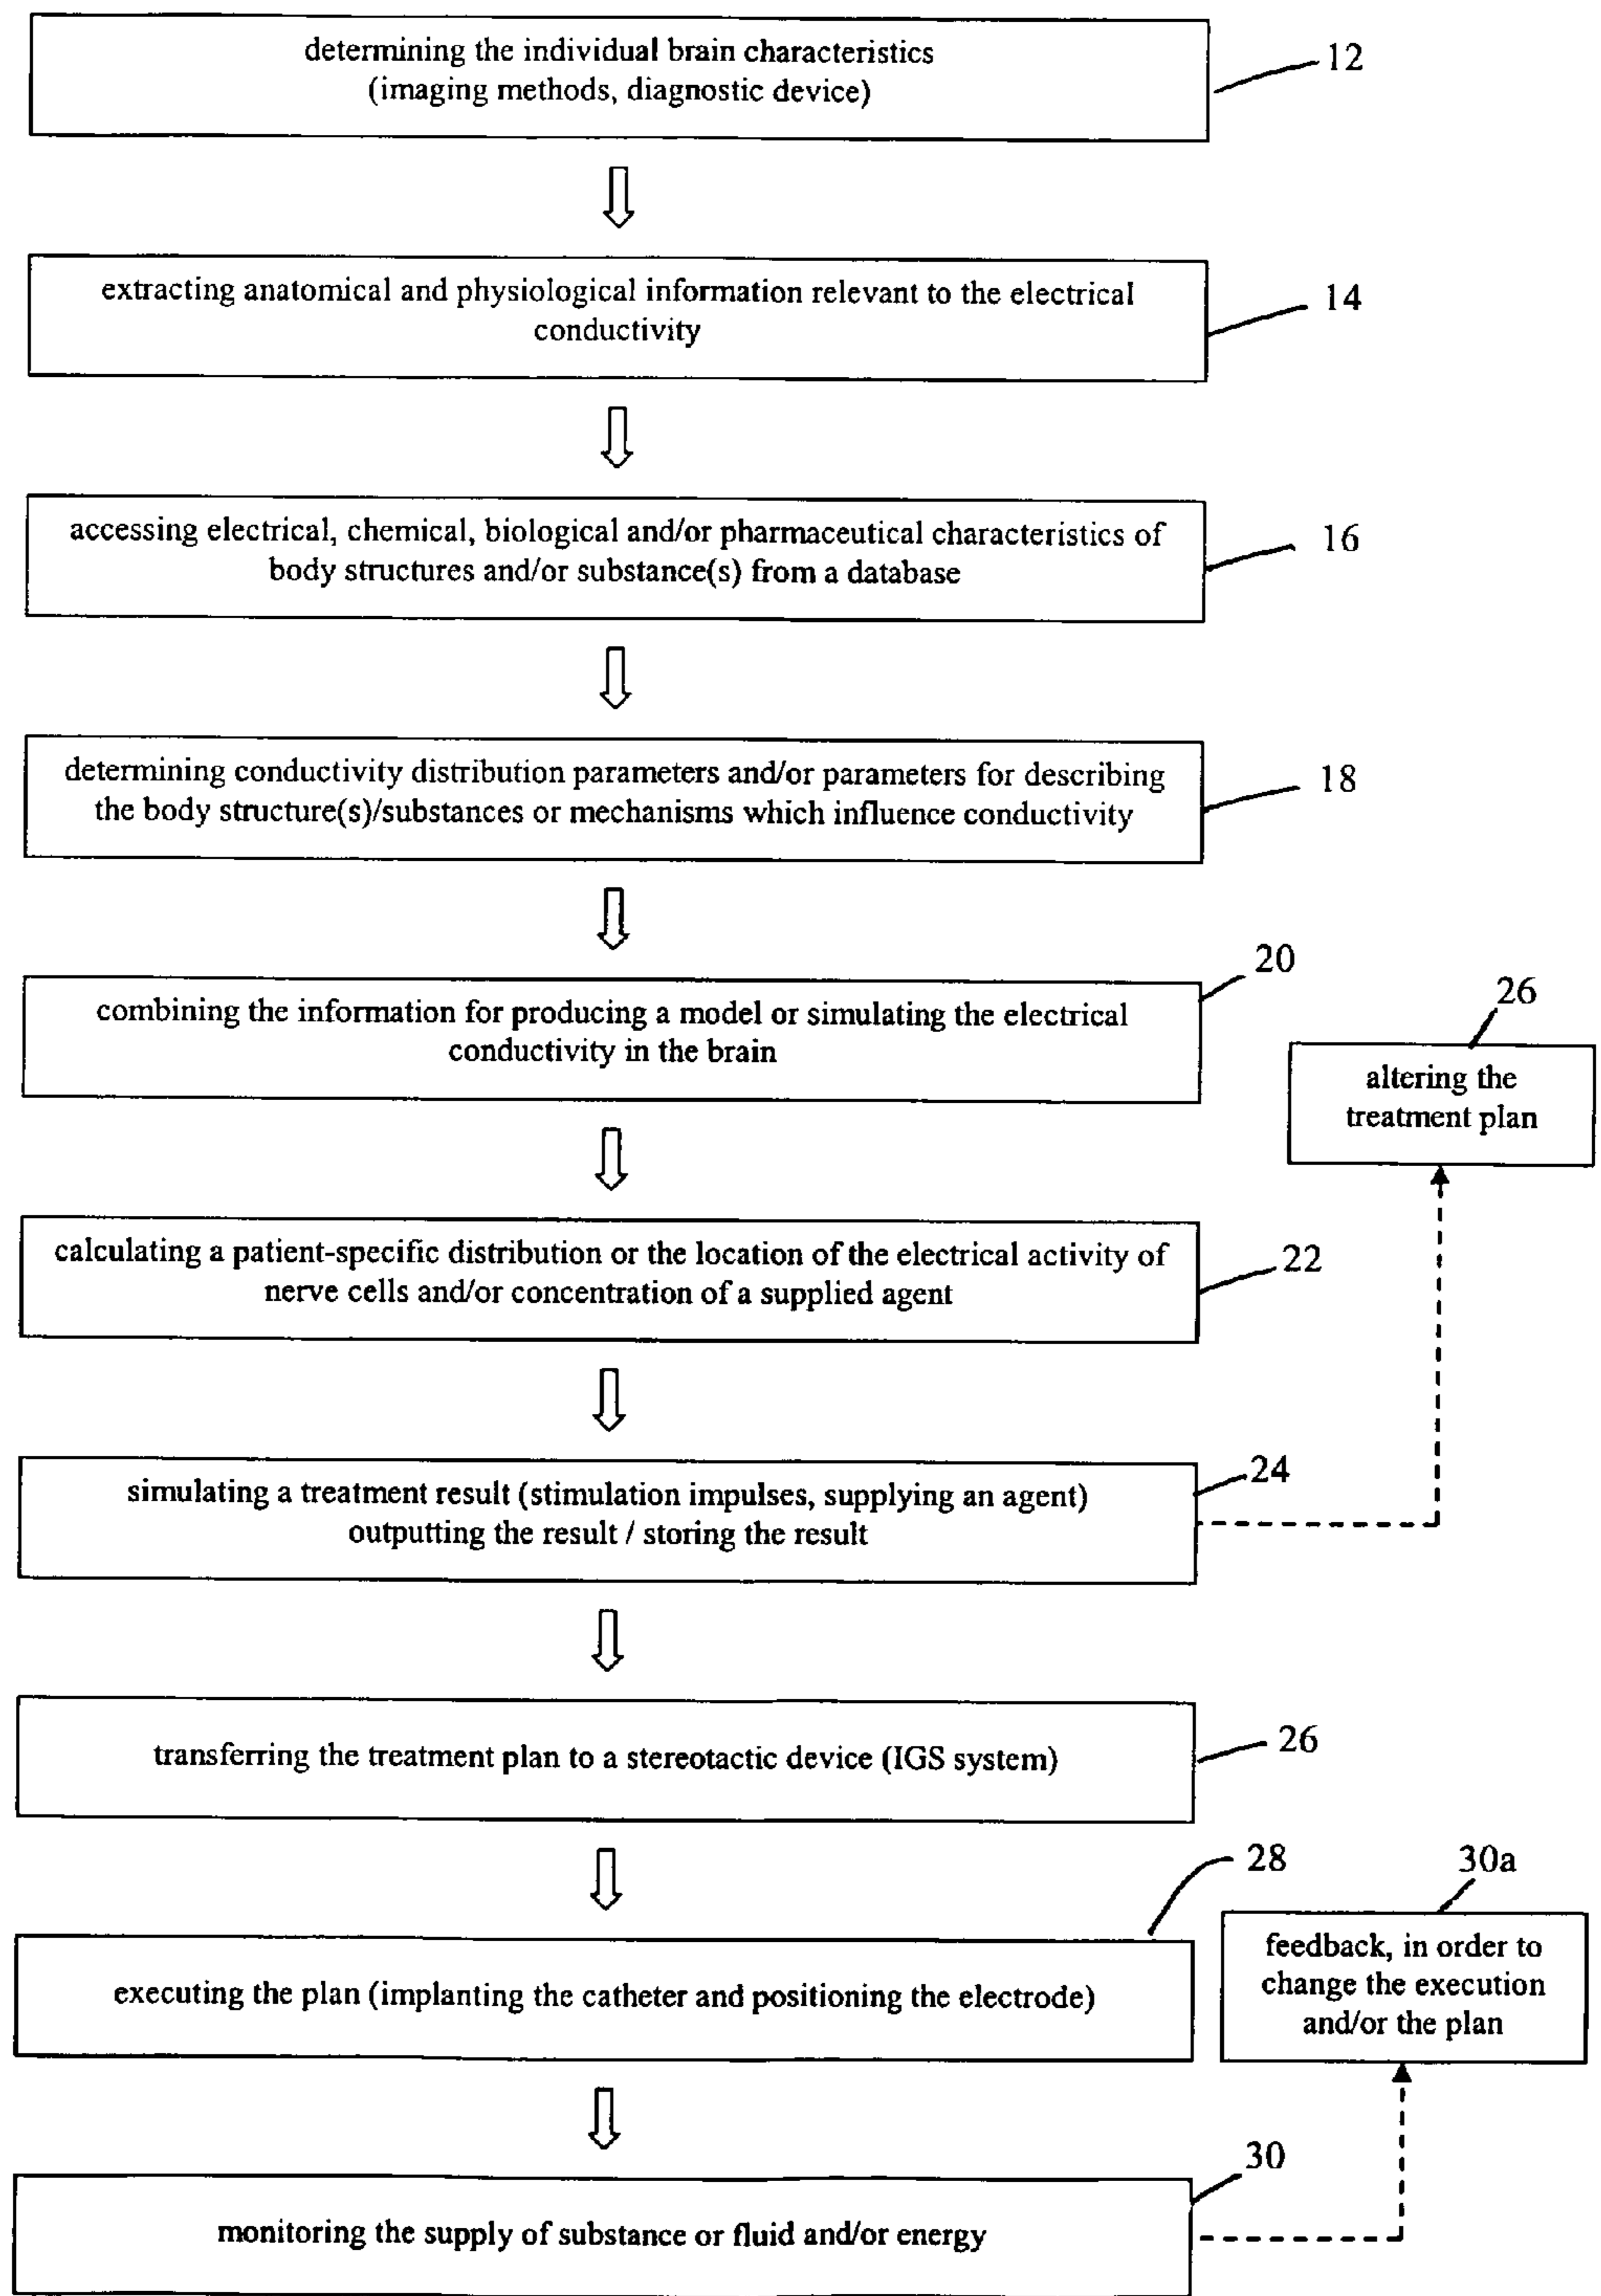 determining the individual brain characteristics
(imaging methods, diagnostic device)
12
extracting anatomical and physiological information relevant to the electrical
conductivity
14
accessing electrical, chemical, biological and/or pharmaceutical characteristics of
body structures and/or substance(s) from a database
16
determining conductivity distribution parameters and/or parameters for describing
the body structure(s)/substances or mechanisms which influence conductivity
18
combining the information for producing a model or simulating the electrical
conductivity in the brain
20
26
altering the
treatment plan
calculating a patient-specific distribution or the location of the electrical activity of
nerve cells and/or concentration of a supplied agent
22
simulating a treatment result (stimulation impulses, supplying an agent)
outputting the result / storing the result
24
transferring the treatment plan to a stereotactic device (IGS system)
26
executing the plan (implanting the catheter and positioning the electrode)
28
30a
feedback, in order to
change the execution
and/or the plan
monitoring the supply of substance or fluid and/or energy
30